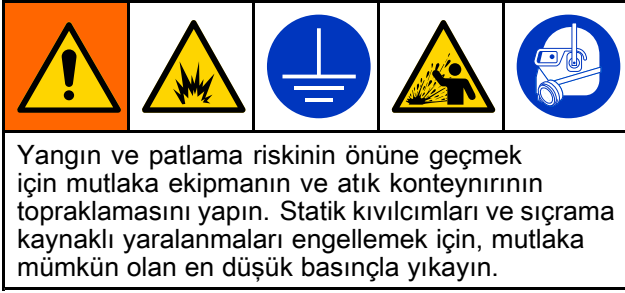 Yangın ve patlama riskinin önüne geçmek
için mutlaka ekipmanın ve atık konteynırının
topraklamasını yapın. Statik kıvılcımları ve sıçrama
kaynaklı yaralanmaları engellemek için, mutlaka
mümkün olan en düşük basınçla yıkayın.